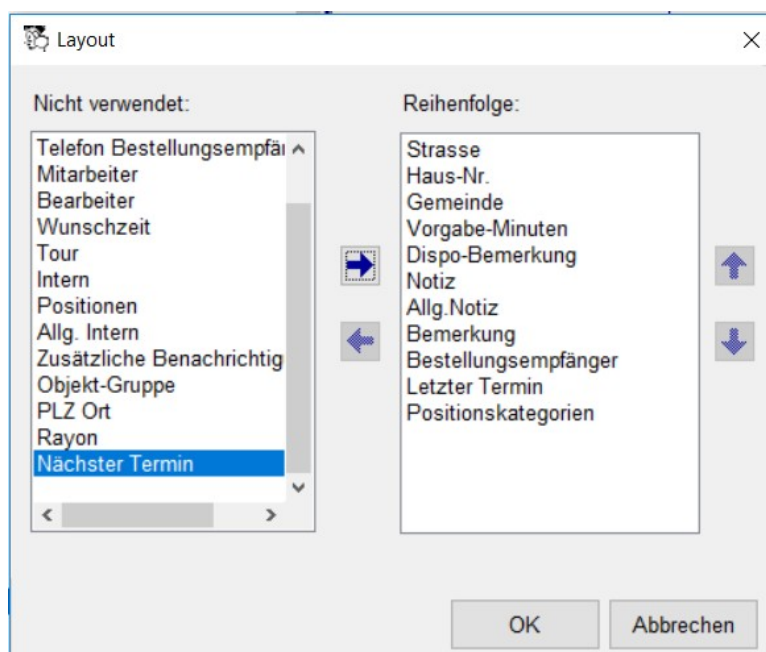 Layout
Nicht verwendet:
Telefon Bestellungsempfä
Mitarbeiter
Bearbeiter
Wunschzeit
Tour
Intern
Positionen
Allg. Intern
Zusätzliche Benachrichtig
Objekt-Gruppe
PLZ Ort
Rayon
Nächster Termin
Reihenfolge:
Strasse
Haus-Nr.
Gemeinde
Vorgabe-Minuten
Dispo-Bemerkung
Notiz
Allg.Notiz
Bemerkung
Bestellungsempfänger
Letzter Termin
Positionskategorien
OK
Abbrechen